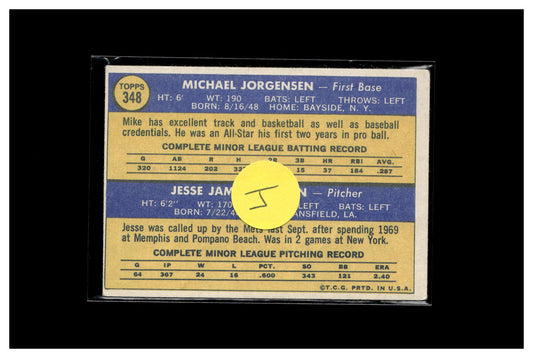 TOPPS
348
MICHAEL JORGENSEN — First Base
HT: 6' WT: 190 BATS: LEFT THROWS: LEFT
BORN: 8/16/48 HOME: BAYSIDE, N. Y.
Mike has excellent track and basketball as well as baseball
credentials. He was an All-Star his first two years in pro ball.
COMPLETE MINOR LEAGUE BATTING RECORD
G AB R H 3B HR RBI AVG.
320 1124 202 15 37 184 .287
JESSE JAM — Pitcher
HT: 6'2" WT: 170 BATS: LEFT
BORN: 7/22/4 ANSFIELD, LA.
J
Jesse was called up by the Mets last Sept. after spending 1969
at Memphis and Pompano Beach. Was in 2 games at New York.
COMPLETE MINOR LEAGUE PITCHING RECORD
G IP W L PCT. SO BB ERA
64 367 24 16 .600 343 121 2.40
©T.C.G. PRTD. IN U.S.A.